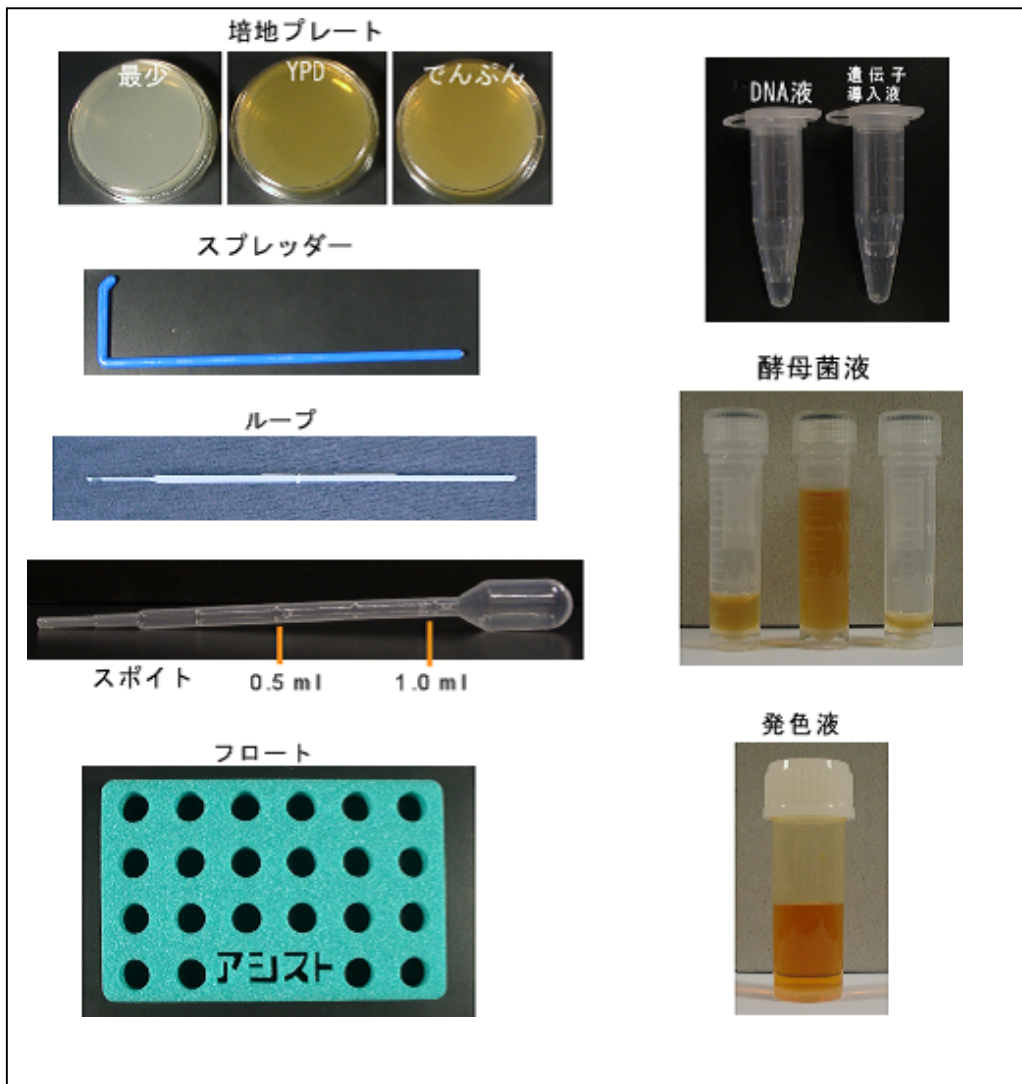 培地プレート
最少
YPD
でんぷん
スプレッダー
ループ
スポイト
0.5 ml
1.0 ml
フロート
アシスト
DNA液
遺伝子
導入液
酵母菌液
発色液